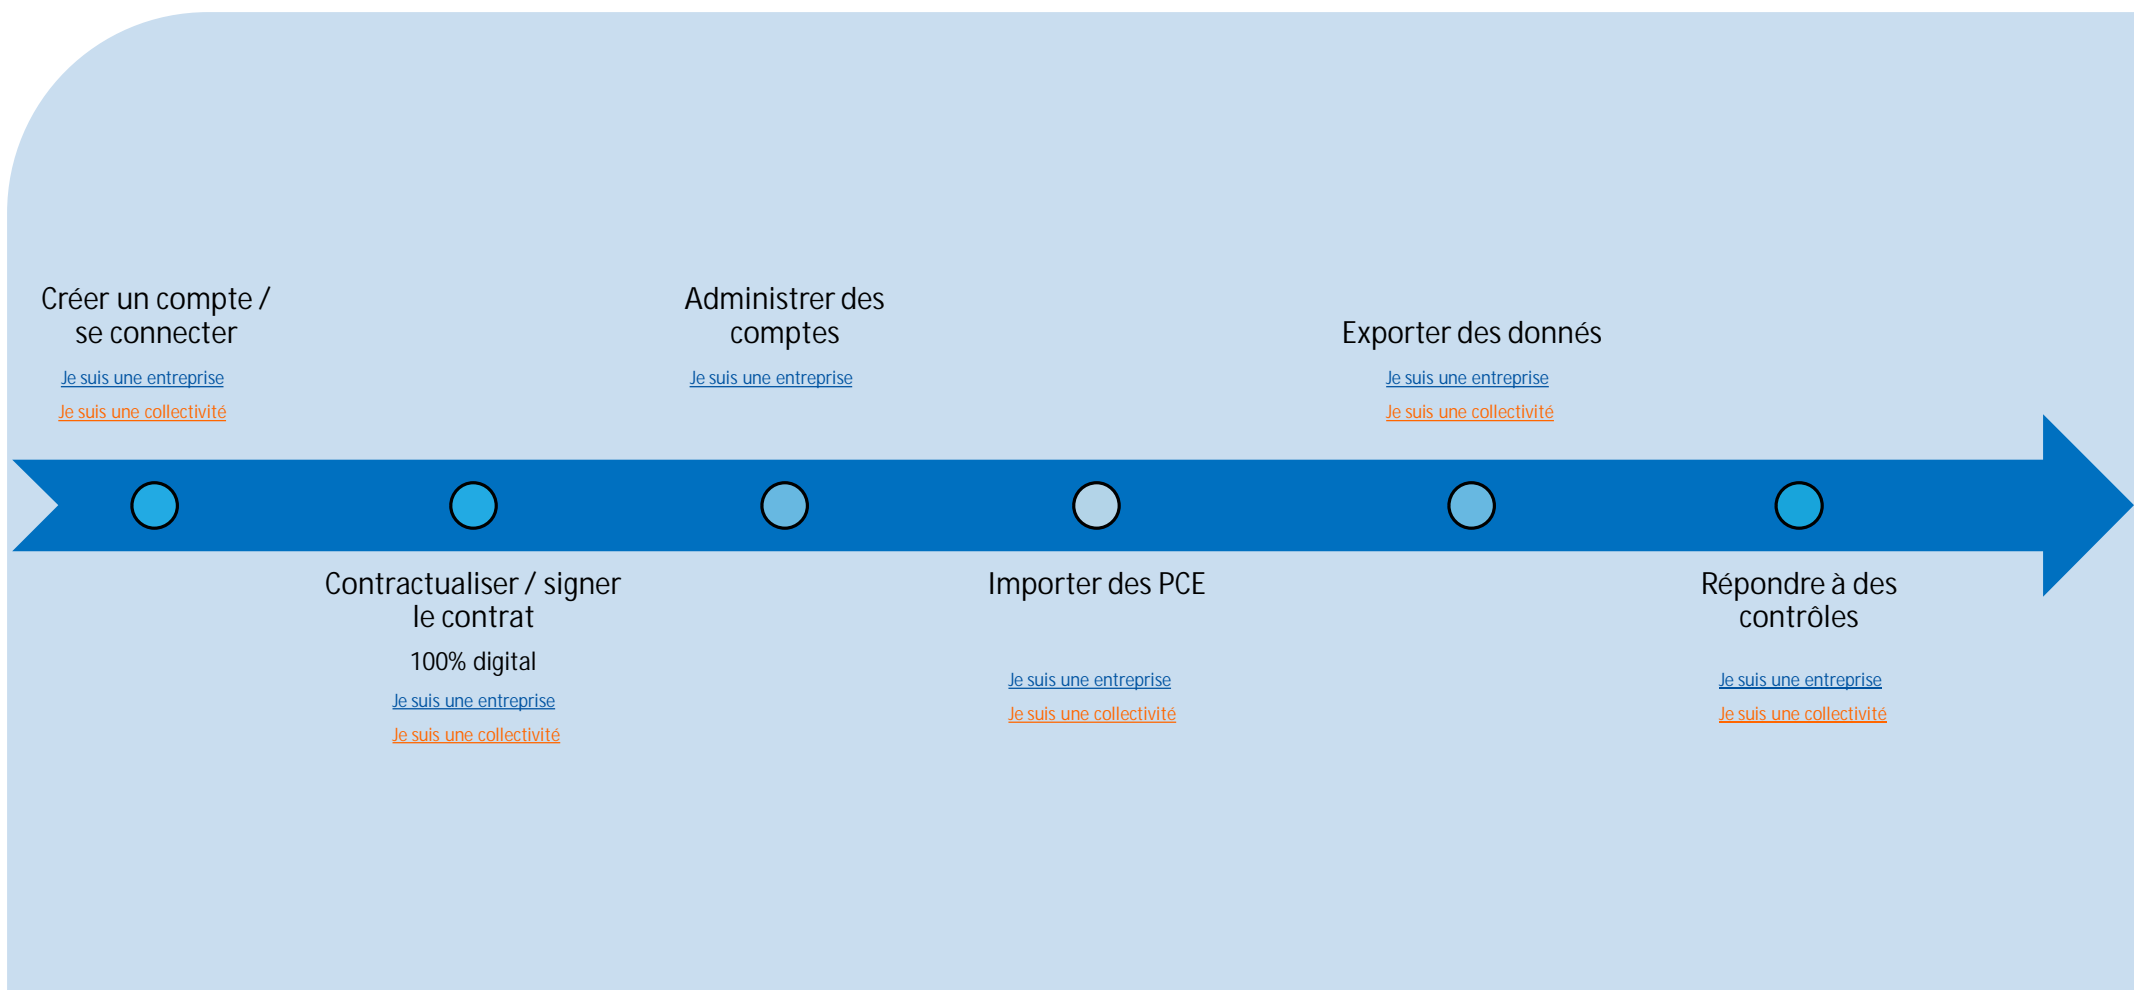 Créer un compte /
se connecter
Je suis une entreprise
Je suis une collectivité
Contractualiser / signer
le contrat
100% digital
Je suis une entreprise
Je suis une collectivité
Administrer des
comptes
Je suis une entreprise
Importer des PCE
Je suis une entreprise
Je suis une collectivité
Exporter des donnés
Je suis une entreprise
Je suis une collectivité
Répondre à des
contrôles
Je suis une entreprise
Je suis une collectivité